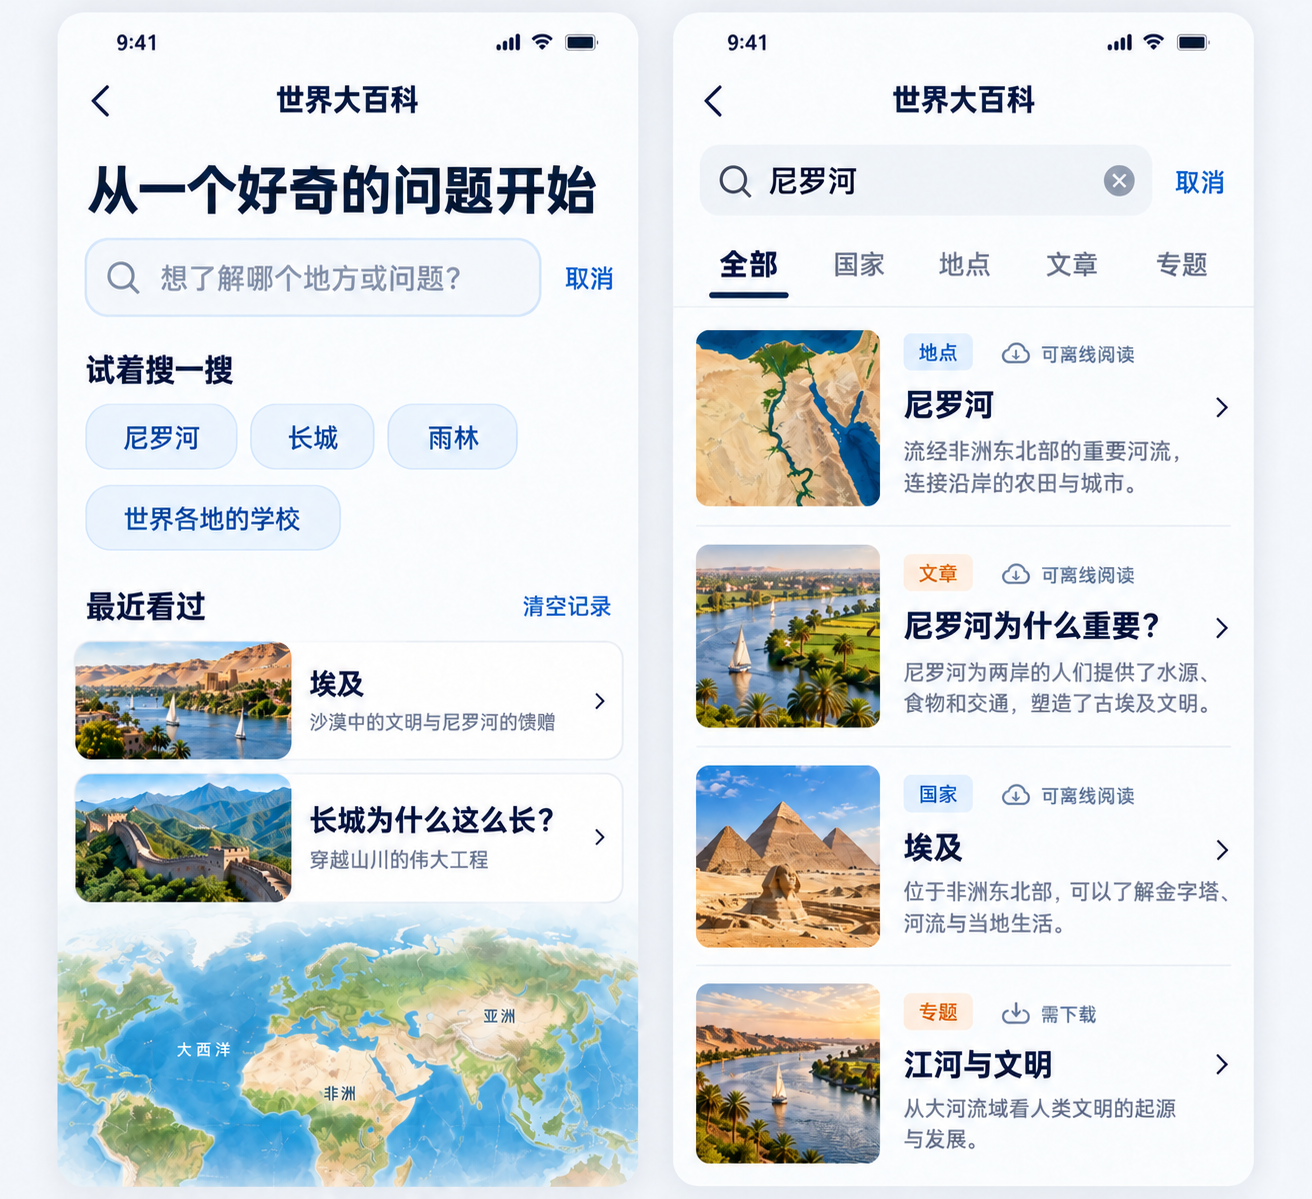 9:41
世界大百科
从一个好奇的问题开始
想了解哪个地方或问题？
取消
试着搜一搜
尼罗河
长城
雨林
世界各地的学校
最近看过
清空记录
埃及
沙漠中的文明与尼罗河的馈赠
长城为什么这么长？
穿越山川的伟大工程
亚洲
大西洋
非洲
9:41
世界大百科
尼罗河
取消
全部
国家
地点
文章
专题
地点
可离线阅读
尼罗河
流经非洲东北部的重要河流，
连接沿岸的农田与城市。
文章
可离线阅读
尼罗河为什么重要？
尼罗河为两岸的人们提供了水源、
食物和交通，塑造了古埃及文明。
国家
可离线阅读
埃及
位于非洲东北部，可以了解金字塔、
河流与当地生活。
专题
需下载
江河与文明
从大河流域看人类文明的起源
与发展。